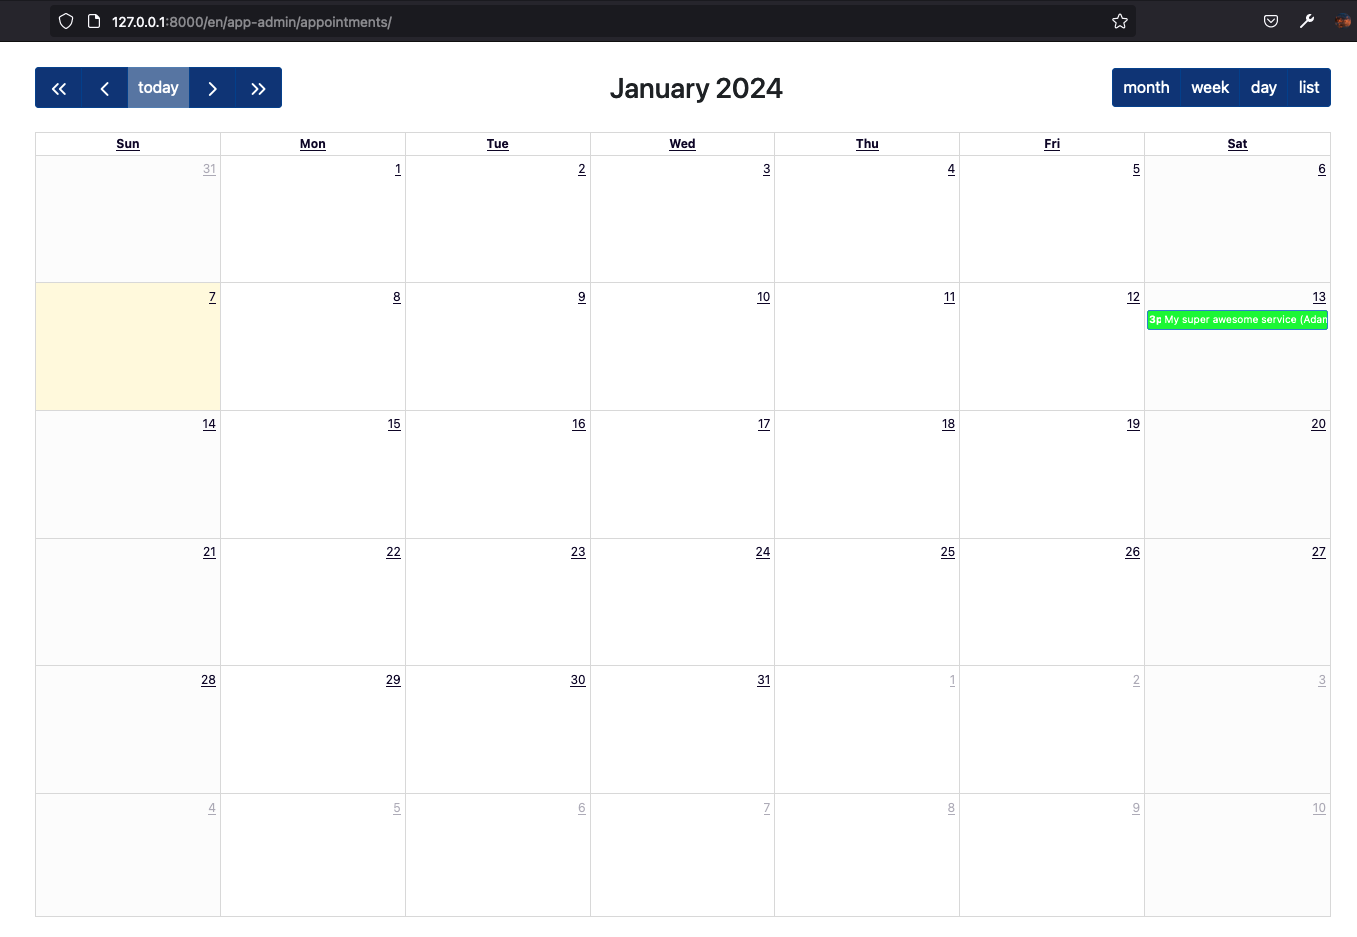 127.0.0.1:8000/en/app-admin/appointments/
today January 2024 month week day list
Sun Mon Tue Wed Thu Fri Sat
31 1 2 3 4 5 6
7 8 9 10 11 12 13
3p My super awesome service (Adam
14 15 16 17 18 19 20
21 22 23 24 25 26 27
28 29 30 31 1 2 3
4 5 6 7 8 9 10